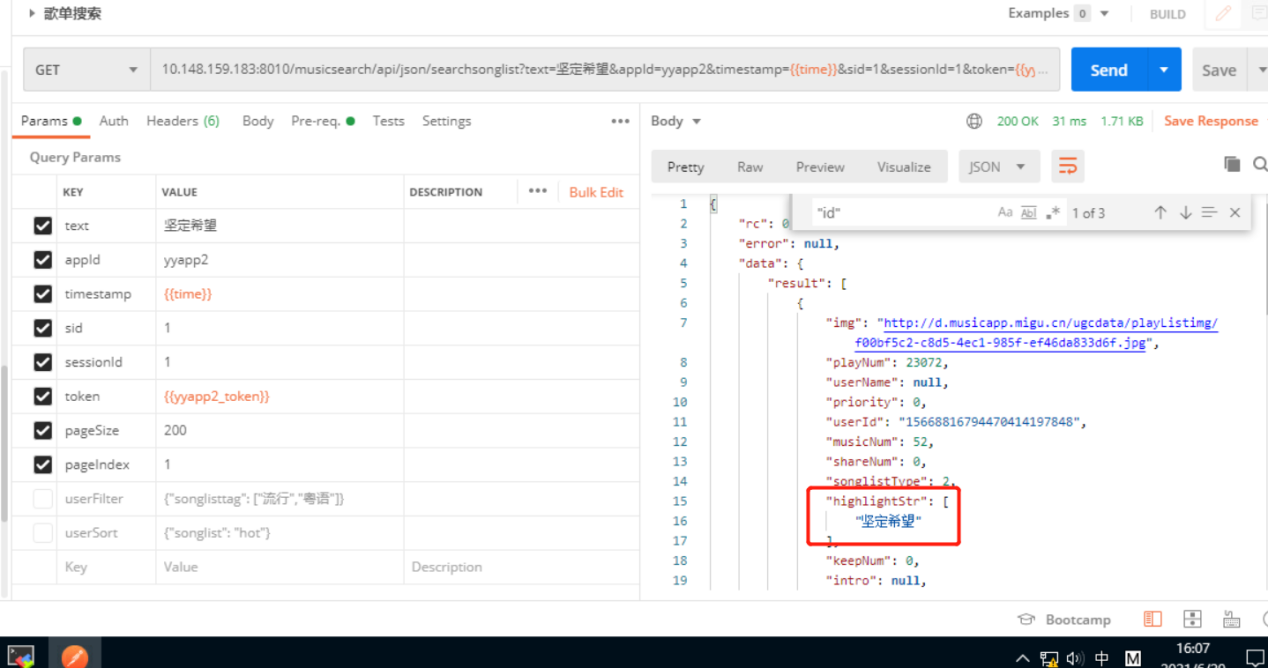 歌单搜索
Examples 0
BUILD
GET
10.148.159.183:8010/musicsearch/api/json/searchsonglist?text=坚定希望&appId=yyapp2&timestamp={{time}}&sid=1&sessionId=1&token={{yy...
Send
Save
Params
Auth
Headers (6)
Body
Pre-req.
Tests
Settings
•••
Body
200 OK
31 ms
1.71 KB
Save Response
Query Params
Pretty
Raw
Preview
Visualize
JSON
KEY
VALUE
DESCRIPTION
•••
Bulk Edit
text
坚定希望
appId
yyapp2
timestamp
{{time}}
sid
1
sessionId
1
token
{{yyapp2_token}}
pageSize
200
pageIndex
1
userFilter
{"songlisttag": ["流行","粤语"]}
userSort
{"songlist": "hot"}
Key
Value
Description
"id"
Aa
Abl
.*
1 of 3
1 {
2 "rc": 0
3 "error": null,
4 "data": {
5 "result": [
6 {
7 "img": "http://d.musicapp.migu.cn/ugcdata/playListimg/
f00bf5c2-c8d5-4ec1-985f-ef46da833d6f.jpg",
8 "playNum": 23072,
9 "userName": null,
10 "priority": 0,
11 "userId": "15668816794470414197848",
12 "musicNum": 52,
13 "shareNum": 0,
14 "songlistType": 2,
15 "highlightStr": [
16 "坚定希望"
17 ],
18 "keepNum": 0,
19 "intro": null,
Bootcamp
中
M
16:07